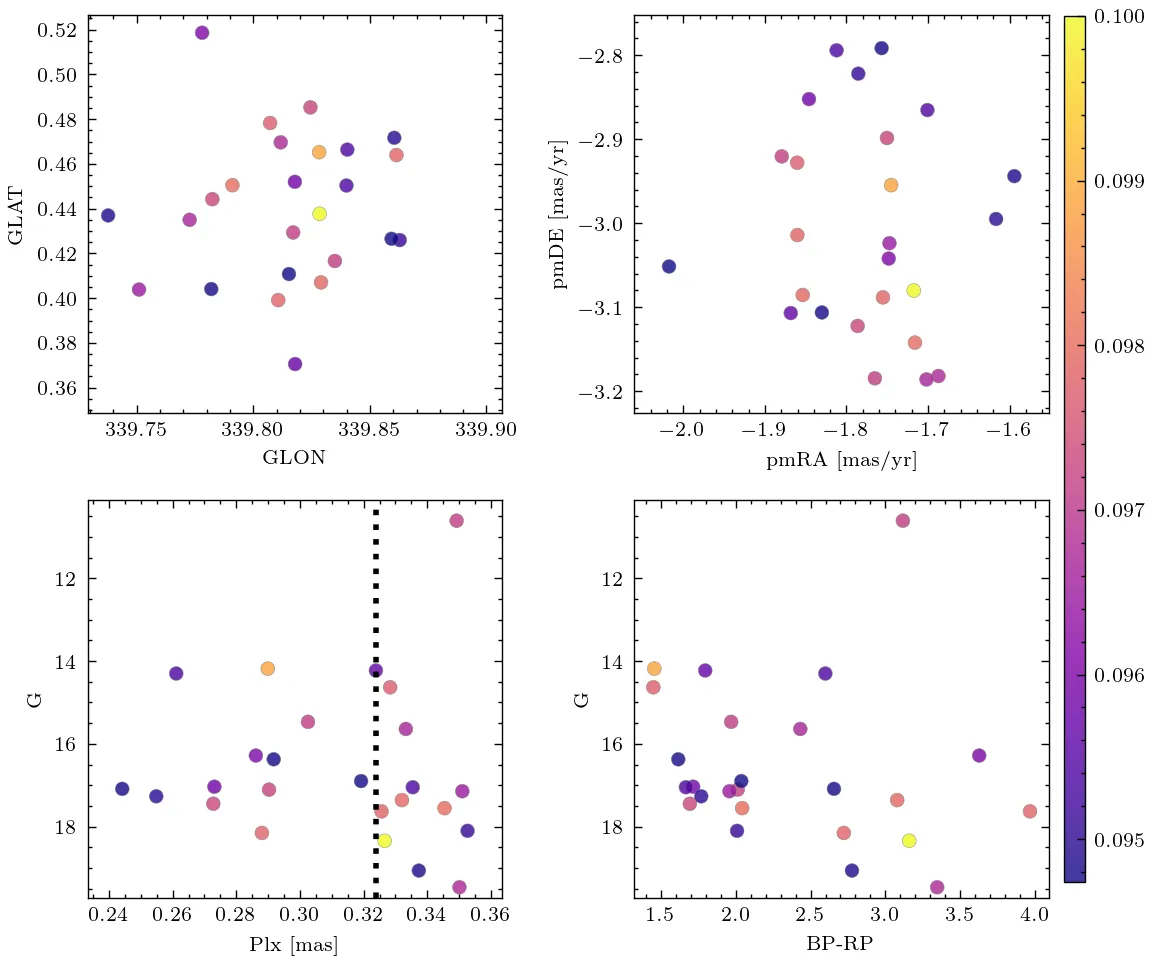 0.52
0.50
0.48
0.46
0.44
0.42
0.40
0.38
0.36
GLAT
339.75 339.80 339.85 339.90
GLON
−2.8
−2.9
−3.0
−3.1
−3.2
pmDE [mas/yr]
−2.0 −1.9 −1.8 −1.7 −1.6
pmRA [mas/yr]
12
14
16
18
G
0.24 0.26 0.28 0.30 0.32 0.34 0.36
Plx [mas]
12
14
16
18
G
1.5 2.0 2.5 3.0 3.5 4.0
BP-RP
0.100
0.099
0.098
0.097
0.096
0.095